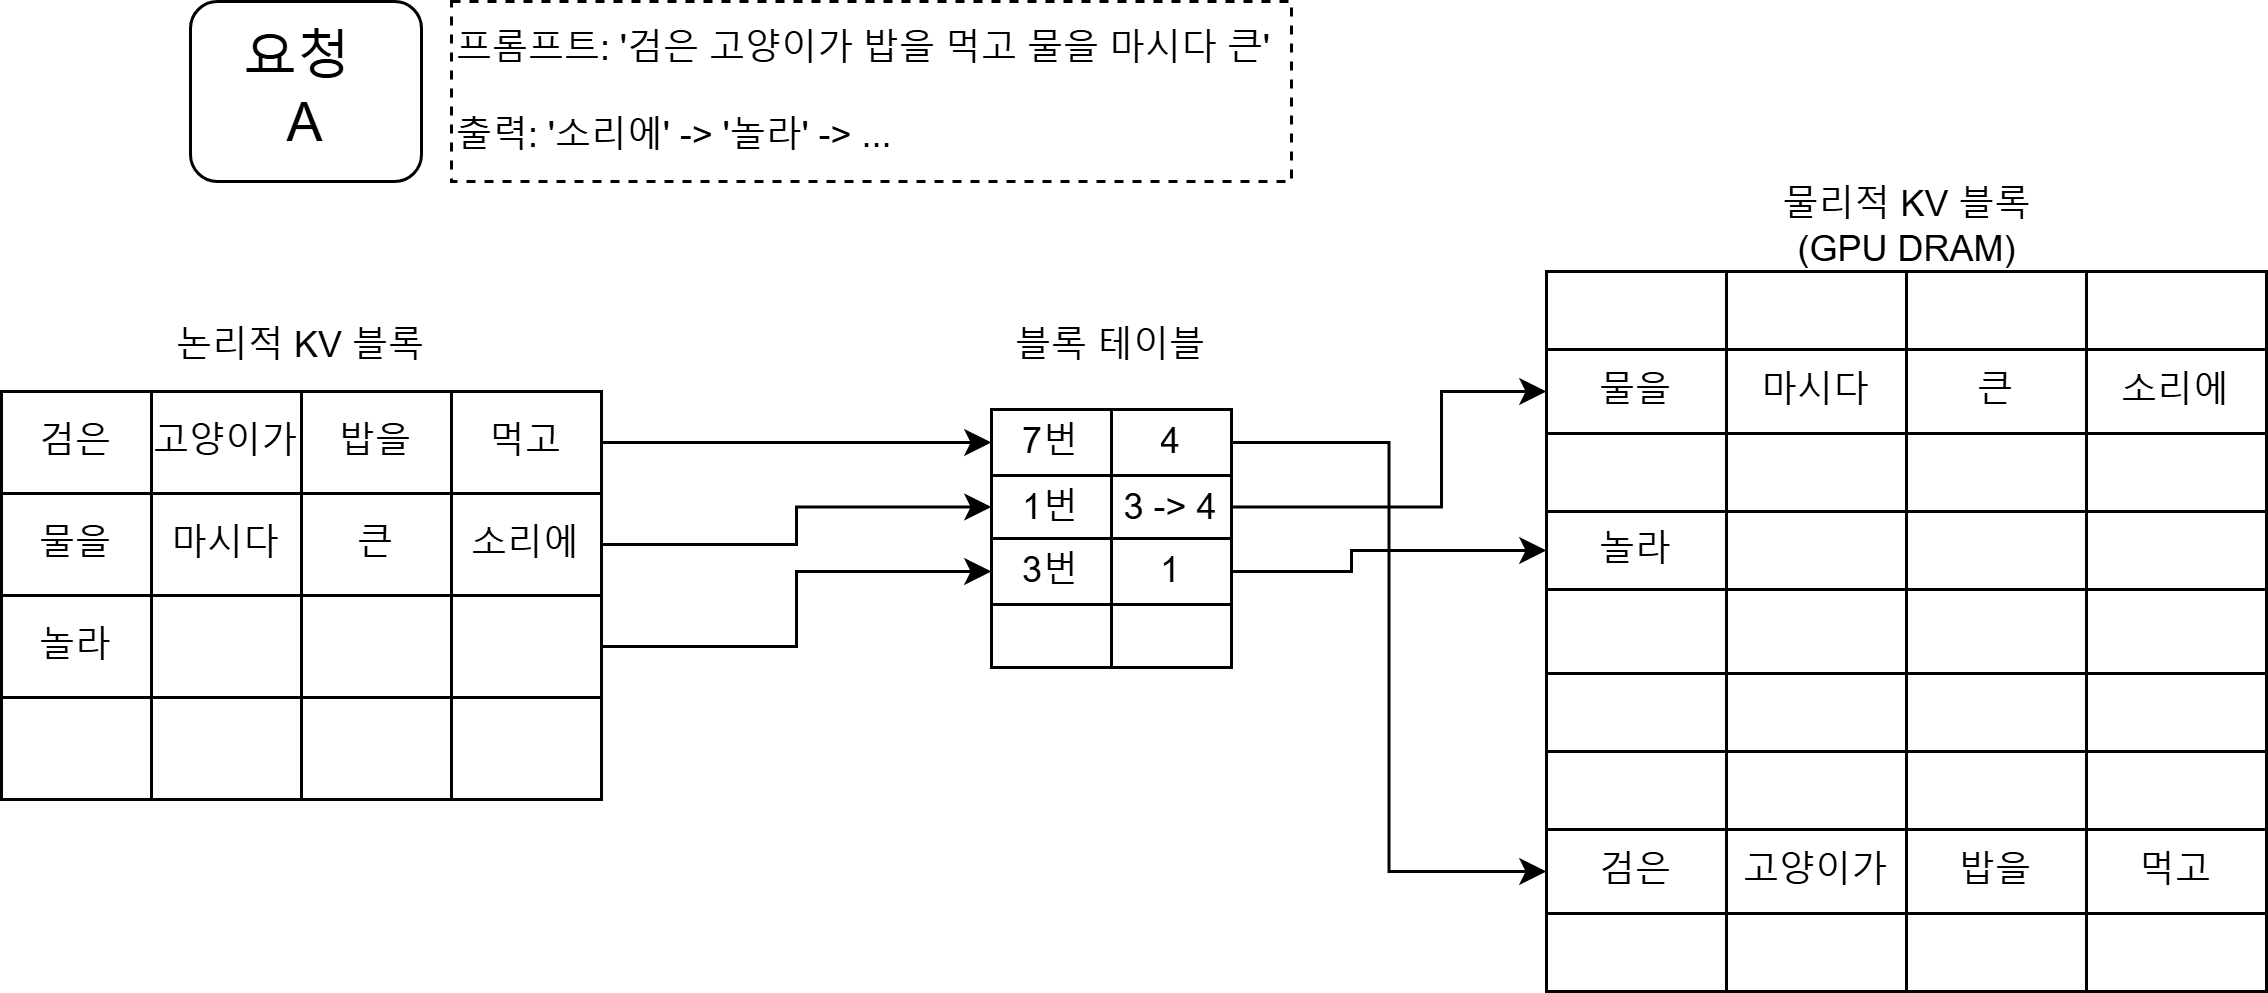 요청
A
프롬프트: '검은 고양이가 밥을 먹고 물을 마시다 큰'
출력: '소리에' -> '놀라' -> ...
논리적 KV 블록
검은 고양이가 밥을 먹고
물을 마시다 큰 소리에
놀라
블록 테이블
7번 4
1번 3 -> 4
3번 1
물리적 KV 블록
(GPU DRAM)
물을 마시다 큰 소리에
놀라
검은 고양이가 밥을 먹고